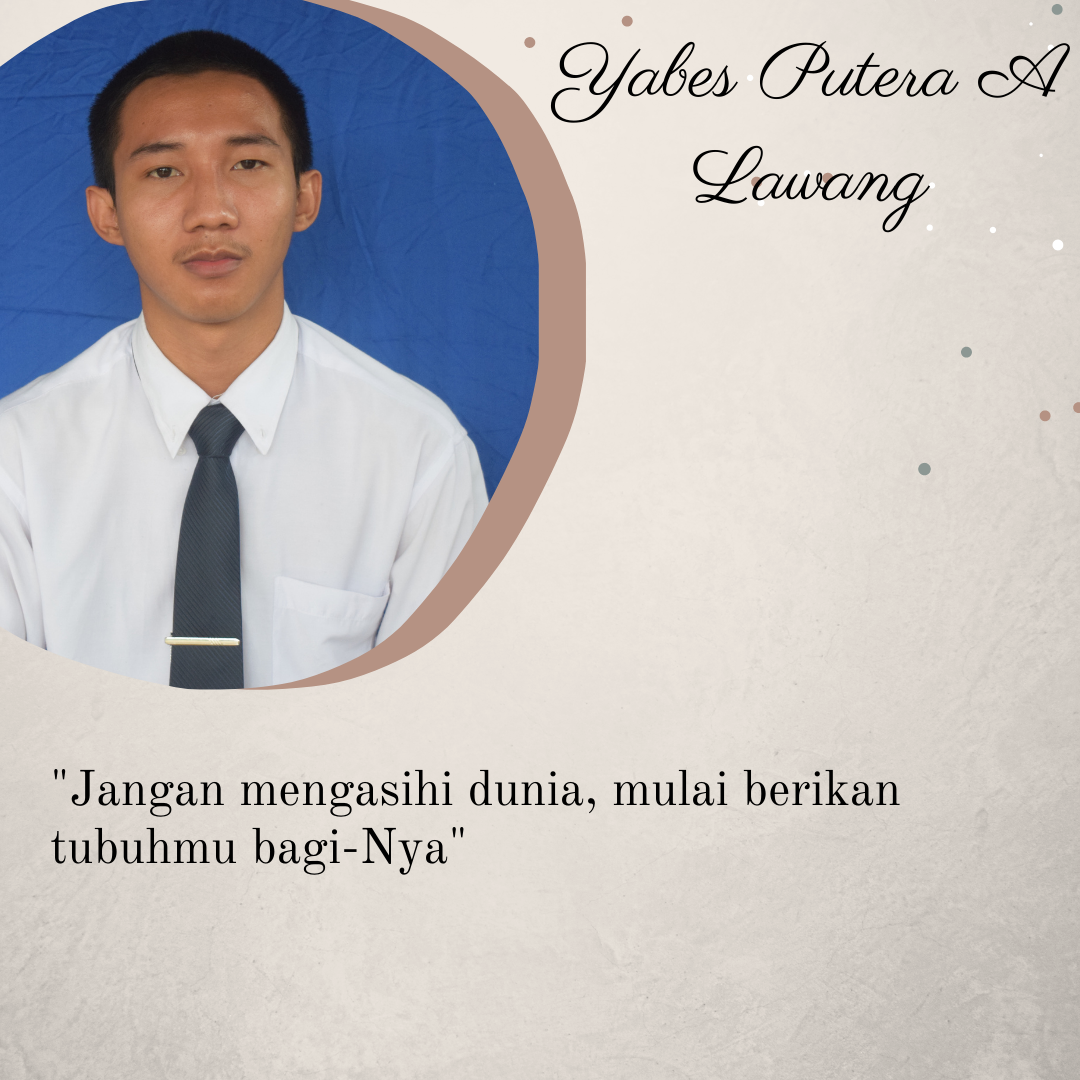 Yabes Putera A
Lawang
"Jangan mengasihi dunia, mulai berikan
tubuhmu bagi-Nya"